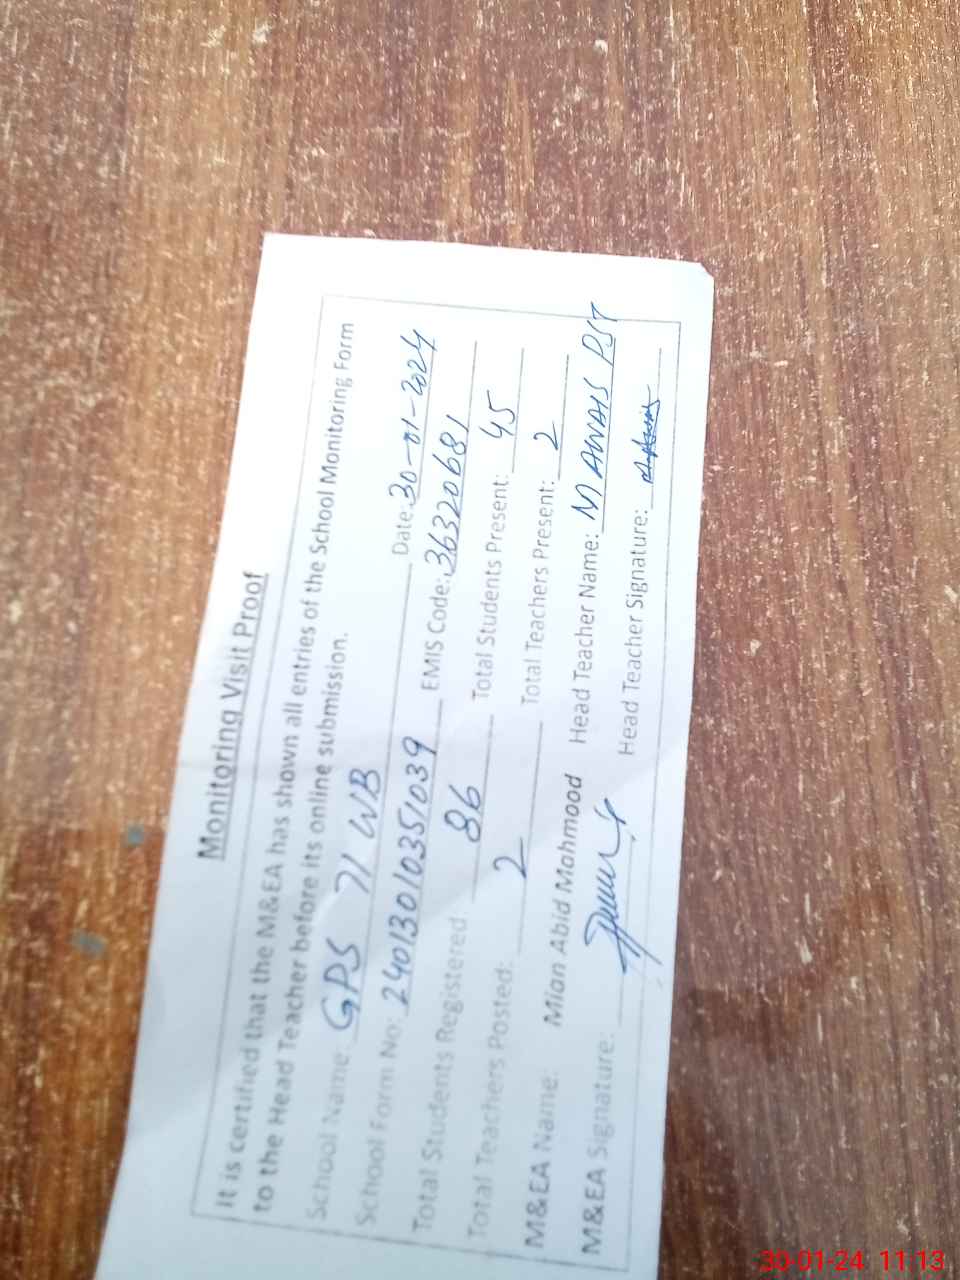 Monitoring Visit Proof
It is certified that the M&EA has shown all entries of the School Monitoring Form
to the Head Teacher before its online submission.
School Name: GPS 71 WB Date: 30-01-2024
School Form No: 24013010351039 EMIS Code: 36320681
Total Students Registered 86 Total Students Present: 45
Total Teachers Posted: 2 Total Teachers Present: 2
M&EA Name: Mian Abid Mahmood Head Teacher Name: M AWAIS PST
M&EA Signature: Head Teacher Signature:
30-01-24 11:13